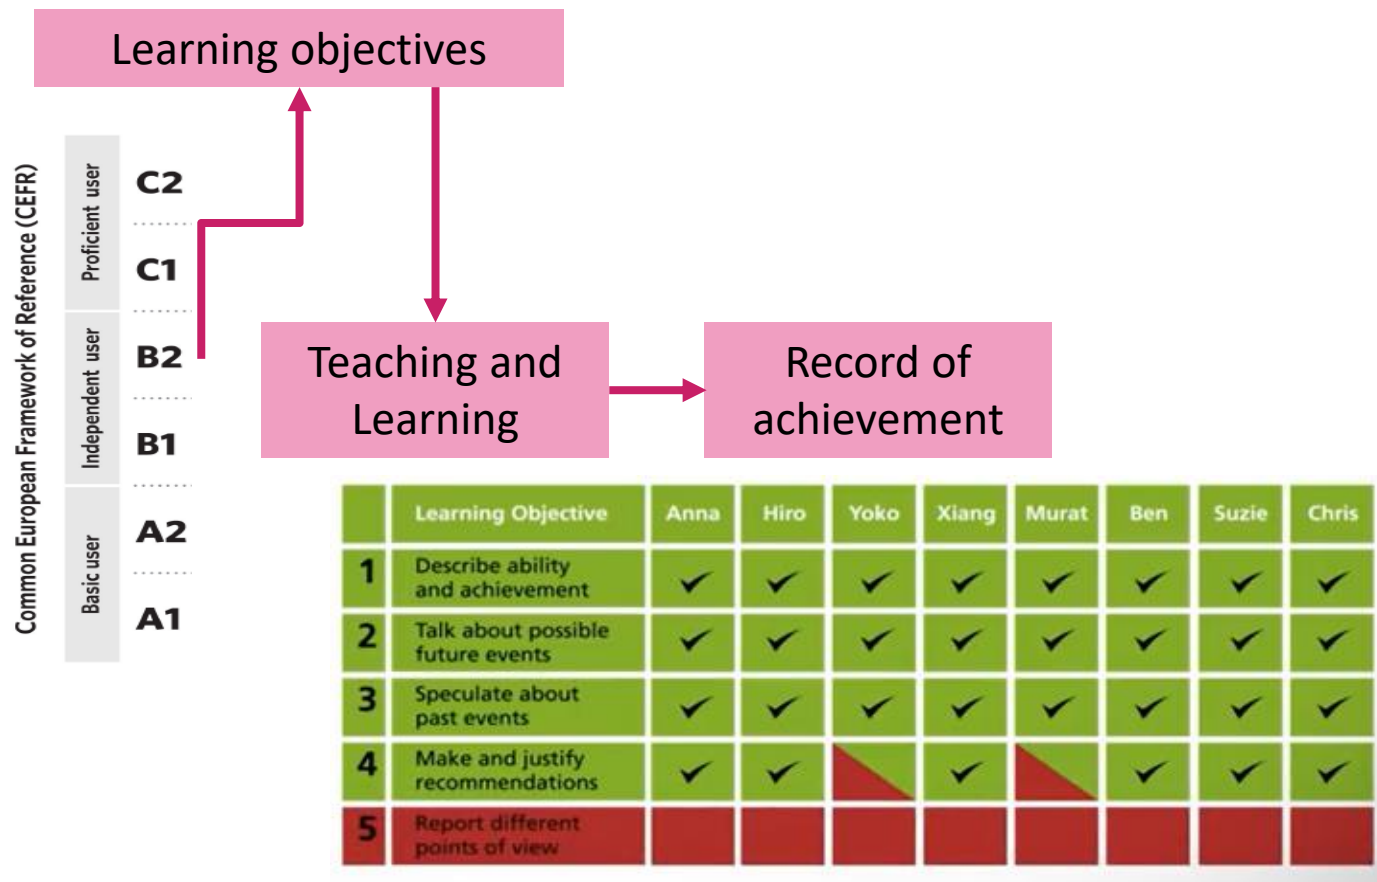 Learning objectives
Common European Framework of Reference (CEFR)
Proficient user
C2
C1
Independent user
B2
B1
Basic user
A2
A1
Teaching and
Learning
Record of
achievement
Learning Objective Anna Hiro Yoko Xiang Murat Ben Suzie Chris
1 Describe ability
and achievement
2 Talk about possible
future events
3 Speculate about
past events
4 Make and justify
recommendations
5 Report different
points of view